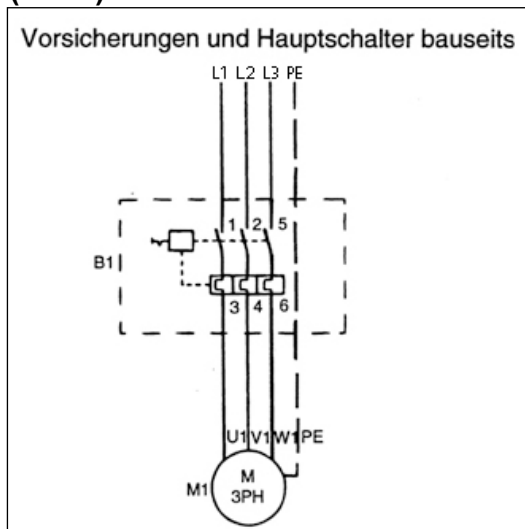 Vorsicherungen und Hauptschalter bauseits
L1 L2 L3 PE
1 2 5
B1
3 4 6
U1 V1 W1 PE
M1
M
3PH